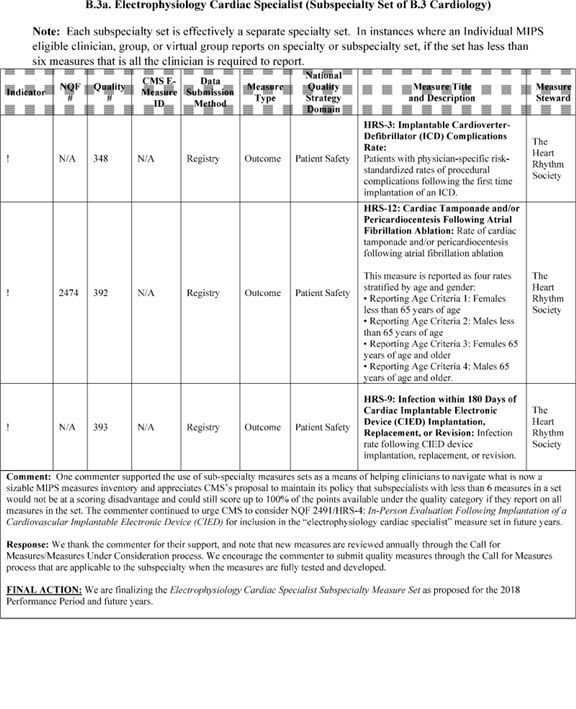 B.3a. Electrophysiology Cardiac Specialist (Subspecialty Set of B.3 Cardiology)
Note: Each subspecialty set is effectively a separate specialty set. In instances where an Individual MIPS
eligible clinician, group, or virtual group reports on specialty or subspecialty set, if the set has less than
six measures that is all the clinician is required to report.
Indicator
NQF
#
Quality
#
CMS E-
Measure
ID
Data
Submission
Method
Measure
Type
National
Quality
Strategy
Domain
Measure Title
and Description
Measure
Steward
!
N/A
348
N/A
Registry
Outcome
Patient Safety
HRS-3: Implantable Cardioverter-
Defibrillator (ICD) Complications
Rate:
Patients with physician-specific risk-
standardized rates of procedural
complications following the first time
implantation of an ICD.
The
Heart
Rhythm
Society
!
2474
392
N/A
Registry
Outcome
Patient Safety
HRS-12: Cardiac Tamponade and/or
Pericardiocentesis Following Atrial
Fibrillation Ablation: Rate of cardiac
tamponade and/or pericardiocentesis
following atrial fibrillation ablation
This measure is reported as four rates
stratified by age and gender:
• Reporting Age Criteria 1: Females
less than 65 years of age
• Reporting Age Criteria 2: Males less
than 65 years of age
• Reporting Age Criteria 3: Females 65
years of age and older
• Reporting Age Criteria 4: Males 65
years of age and older.
The
Heart
Rhythm
Society
!
N/A
393
N/A
Registry
Outcome
Patient Safety
HRS-9: Infection within 180 Days of
Cardiac Implantable Electronic
Device (CIED) Implantation,
Replacement, or Revision: Infection
rate following CIED device
implantation, replacement, or revision.
The
Heart
Rhythm
Society
Comment: One commenter supported the use of sub-specialty measures sets as a means of helping clinicians to navigate what is now a
sizable MIPS measures inventory and appreciates CMS's proposal to maintain its policy that subspecialists with less than 6 measures in a set
would not be at a scoring disadvantage and could still score up to 100% of the points available under the quality category if they report on all
measures in the set. The commenter continued to urge CMS to consider NQF 2491/HRS-4: In-Person Evaluation Following Implantation of a
Cardiovascular Implantable Electronic Device (CIED) for inclusion in the "electrophysiology cardiac specialist" measure set in future years.
Response: We thank the commenter for their support, and note that new measures are reviewed annually through the Call for
Measures/Measures Under Consideration process. We encourage the commenter to submit quality measures through the Call for Measures
process that are applicable to the subspecialty when the measures are fully tested and developed.
FINAL ACTION: We are finalizing the Electrophysiology Cardiac Specialist Subspecialty Measure Set as proposed for the 2018
Performance Period and future years.